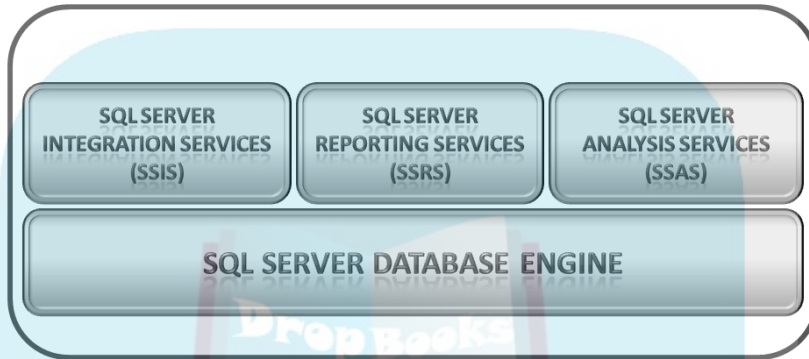 SQL SERVER
INTEGRATION SERVICES
(SSIS)
SQL SERVER
REPORTING SERVICES
(SSRS)
SQL SERVER
ANALYSIS SERVICES
(SSAS)
SQL SERVER DATABASE ENGINE
DropBooks